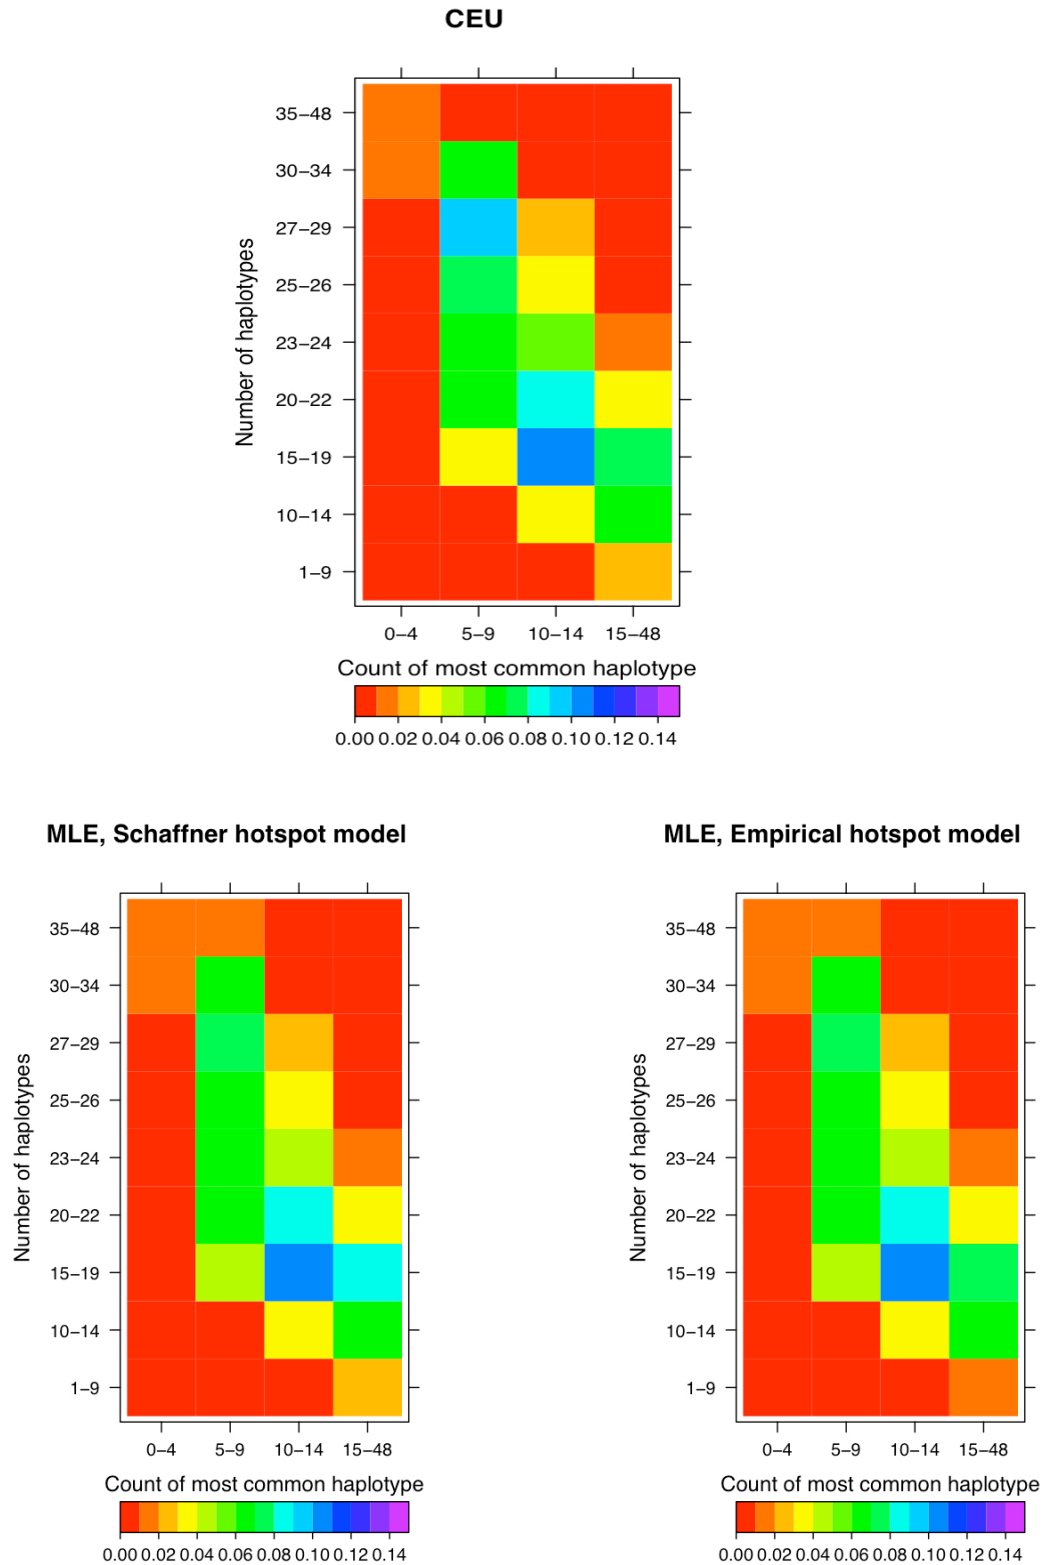 CEU
Number of haplotypes
35–48
30–34
27–29
25–26
23–24
20–22
15–19
10–14
1–9
0–4 5–9 10–14 15–48
Count of most common haplotype
0.00 0.02 0.04 0.06 0.08 0.10 0.12 0.14
MLE, Schaffner hotspot model
Number of haplotypes
35–48
30–34
27–29
25–26
23–24
20–22
15–19
10–14
1–9
0–4 5–9 10–14 15–48
Count of most common haplotype
0.00 0.02 0.04 0.06 0.08 0.10 0.12 0.14
MLE, Empirical hotspot model
Number of haplotypes
35–48
30–34
27–29
25–26
23–24
20–22
15–19
10–14
1–9
0–4 5–9 10–14 15–48
Count of most common haplotype
0.00 0.02 0.04 0.06 0.08 0.10 0.12 0.14